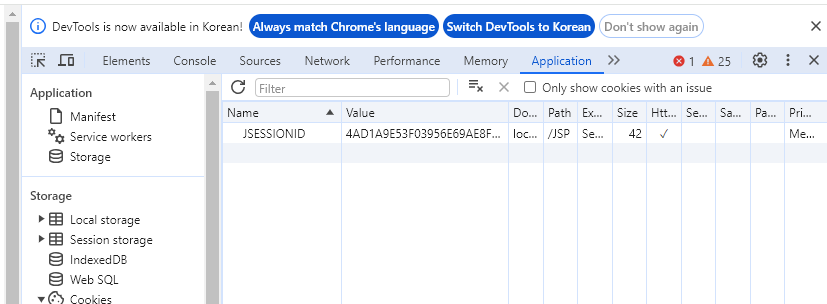 DevTools is now available in Korean! Always match Chrome's language Switch DevTools to Korean Don't show again
Elements Console Sources Network Performance Memory Application 1 25
Application
Manifest
Service workers
Storage
Storage
Local storage
Session storage
IndexedDB
Web SQL
Cookies
Filter Only show cookies with an issue
Name Value Do... Path Ex... Size Htt... Se... Sa... Pa... Pri...
JSESSIONID 4AD1A9E53F03956E69AE8F... loc... /JSP Se... 42 ✓ Me...